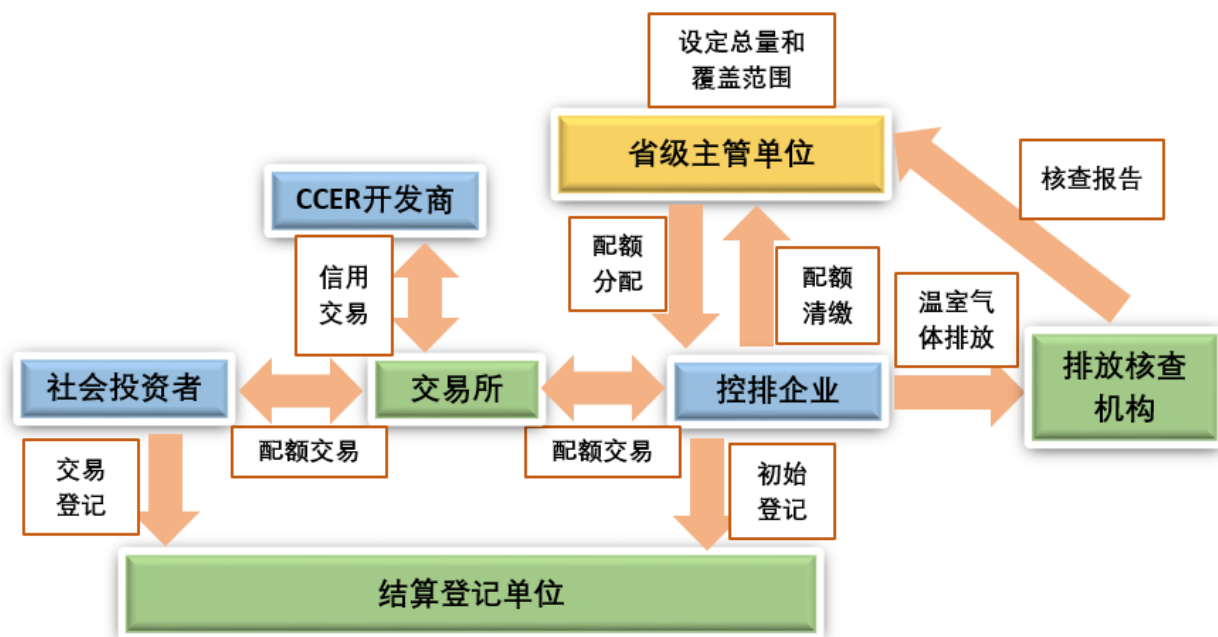 设定总量和
覆盖范围
省级主管单位
核查报告
CCER开发商
信用
交易
配额
分配
配额
清缴
温室气
体排放
社会投资者
交易所
控排企业
排放核查
机构
配额交易
配额交易
交易
登记
初始
登记
结算登记单位